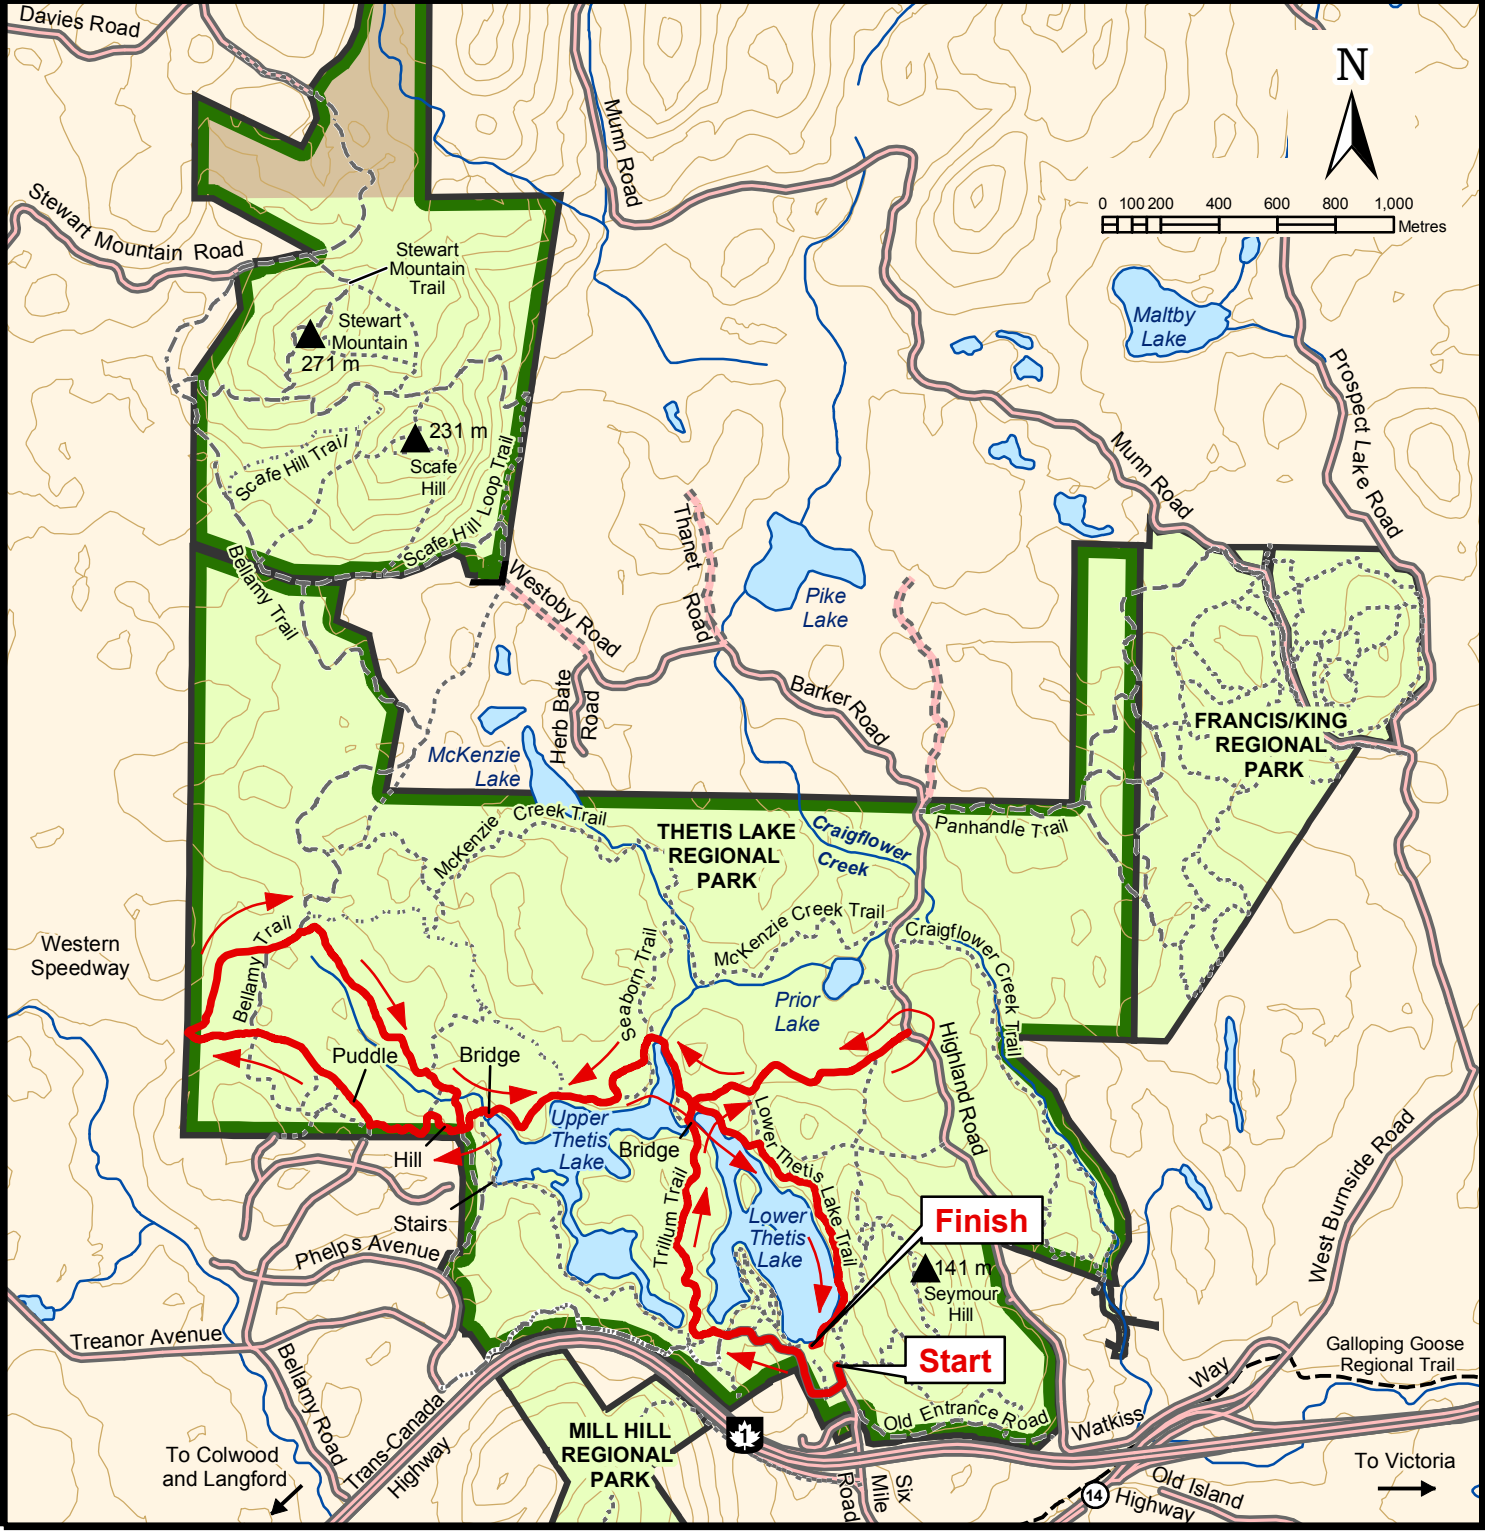 Davies Road
N
Munn Road
0 100 200 400 600 800 1,000
Metres
Stewart Mountain Road
Stewart
Mountain
Trail
Stewart
Mountain
271 m
Maltby
Lake
Prospect Lake Road
231 m
Scafe
Hill
Scafe Hill Trail
Scafe Hill Loop Trail
Munn Road
Thanet Road
Bellamy Trail
Westoby Road
Pike
Lake
Herb Bate
Road
Barker Road
FRANCIS/KING
REGIONAL
PARK
McKenzie
Lake
McKenzie Creek Trail
THETIS LAKE
REGIONAL
PARK
Craigflower
Creek
Panhandle Trail
McKenzie Creek Trail
Craigflower Creek Trail
Western
Speedway
Bellamy Trail
Seaborn Trail
Prior
Lake
Highland Road
Puddle
Bridge
Upper
Thetis
Lake
Bridge
Lower Thetis Lake Trail
Hill
Trillum Trail
Stairs
Lower
Thetis
Lake
Finish
West Burnside Road
Phelps Avenue
141 m
Seymour
Hill
Treanor Avenue
Start
Galloping Goose
Regional Trail
Bellamy Road
Way
Watkiss
Old Entrance Road
Trans-Canada
Highway
1
MILL HILL
REGIONAL
PARK
To Colwood
and Langford
Six
Mile
Road
14
Old Island
Highway
To Victoria